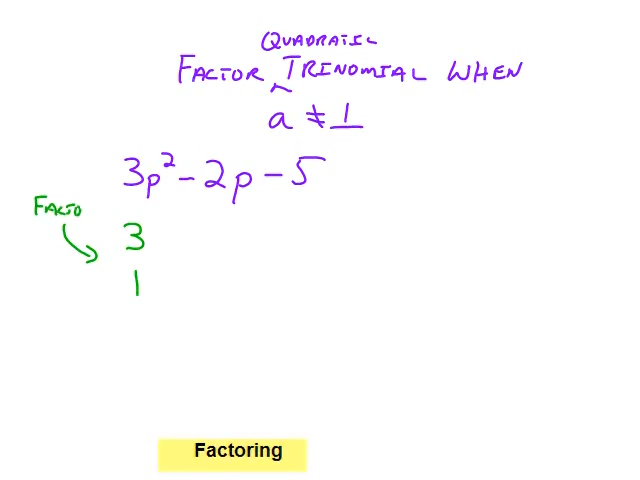 FACTOR QUADRATIC TRINOMIAL WHEN
a ≠ 1
3p² - 2p - 5
FACTO
3
1
Factoring